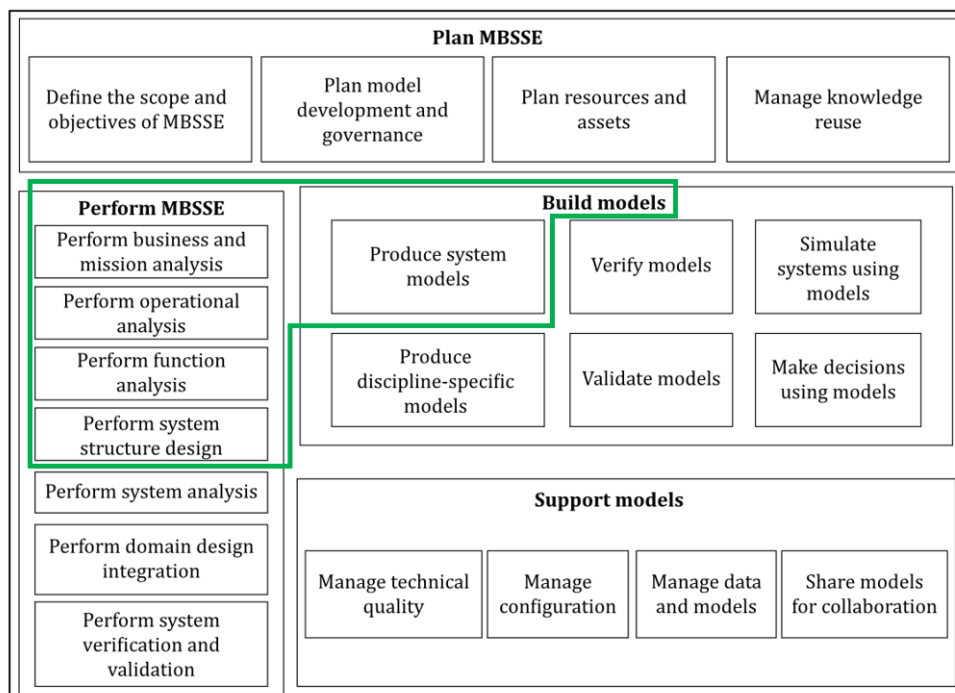 Plan MBSSE
Define the scope and
objectives of MBSSE
Plan model
development and
governance
Plan resources and
assets
Manage knowledge
reuse
Perform MBSSE
Perform business and
mission analysis
Perform operational
analysis
Perform function
analysis
Perform system
structure design
Perform system analysis
Perform domain design
integration
Perform system
verification and
validation
Build models
Produce system
models
Verify models
Simulate
systems using
models
Produce
discipline-specific
models
Validate models
Make decisions
using models
Support models
Manage technical
quality
Manage
configuration
Manage data
and models
Share models
for collaboration